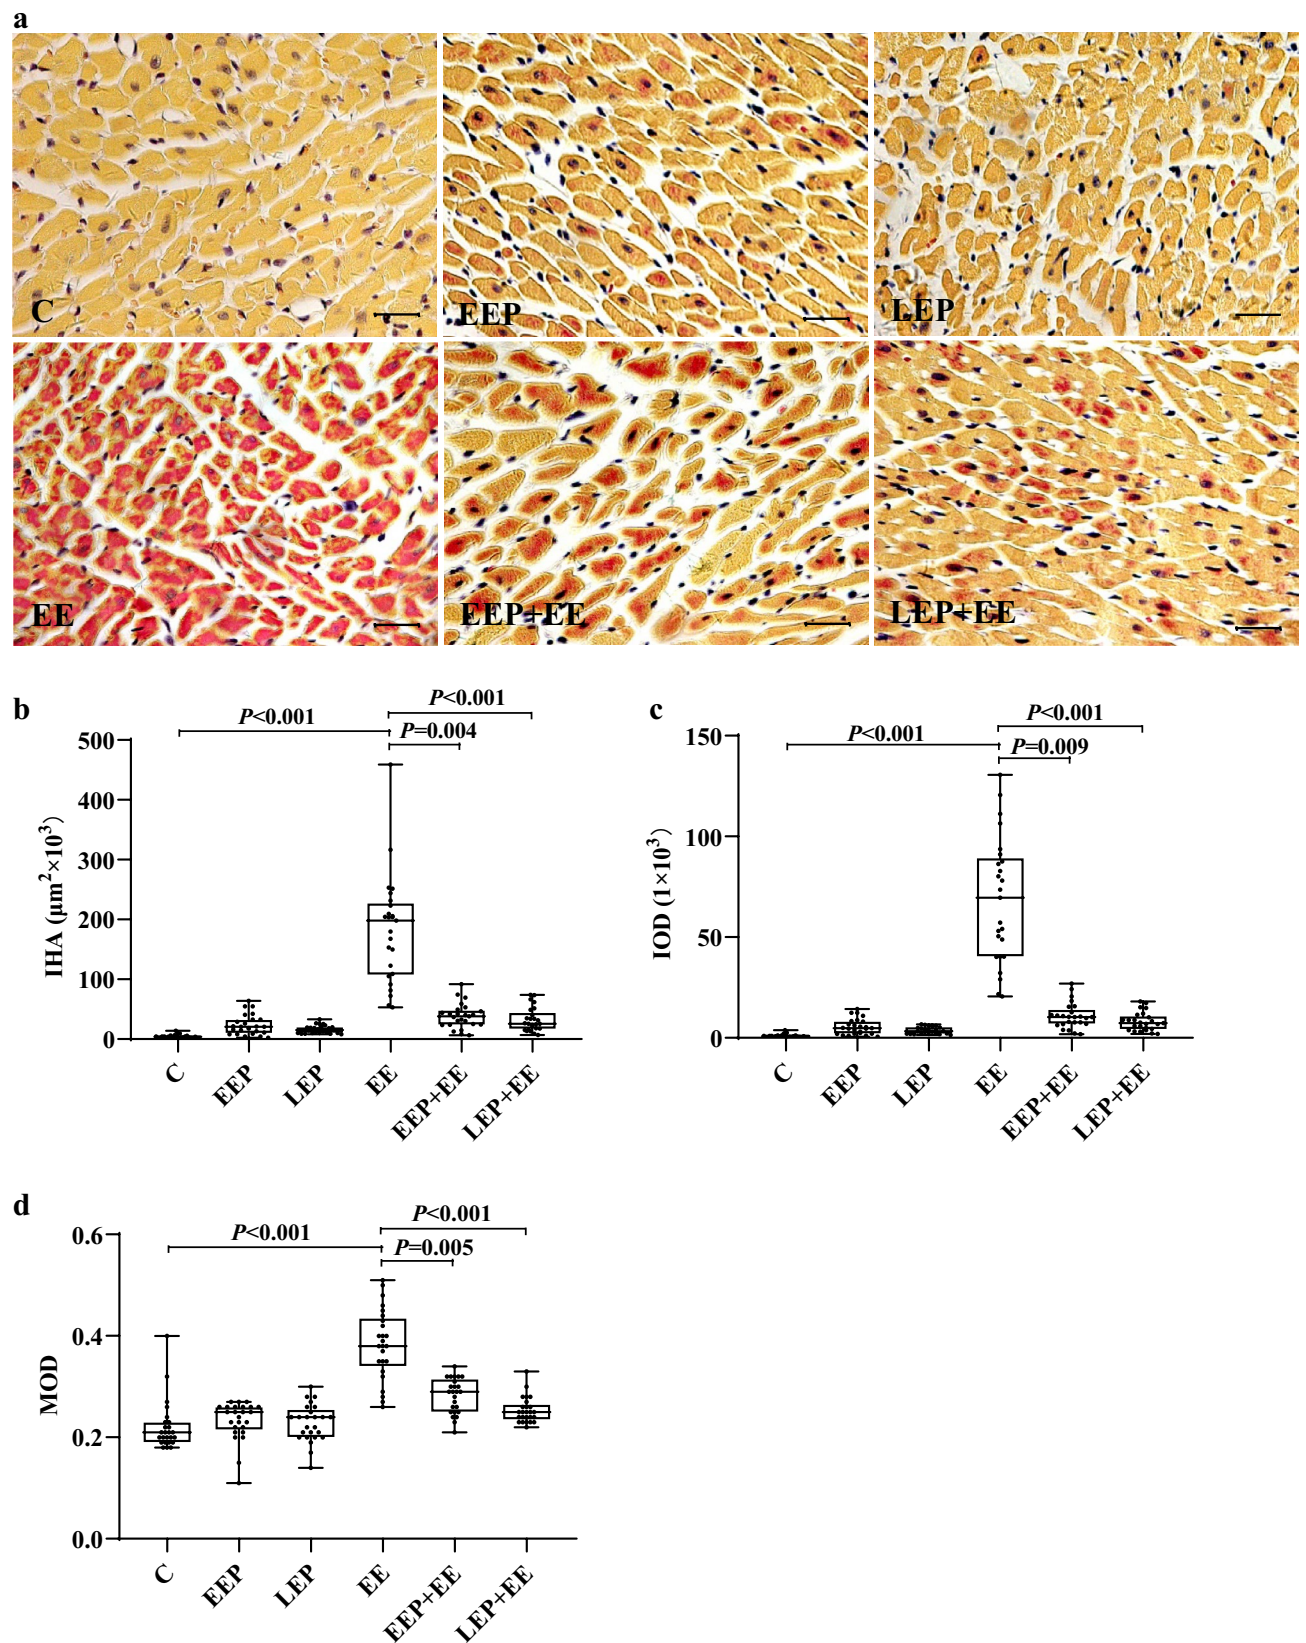 a
C
EEP
LEP
EE
EEP+EE
LEP+EE
b
P<0.001
P<0.001
P=0.004
IHA (μm²×10³)
500
400
300
200
100
0
C
EEP
LEP
EE
EEP+EE
LEP+EE
c
P<0.001
P<0.001
P=0.009
IOD (1×10³)
150
100
50
0
C
EEP
LEP
EE
EEP+EE
LEP+EE
d
P<0.001
P<0.001
P=0.005
MOD
0.6
0.4
0.2
0.0
C
EEP
LEP
EE
EEP+EE
LEP+EE